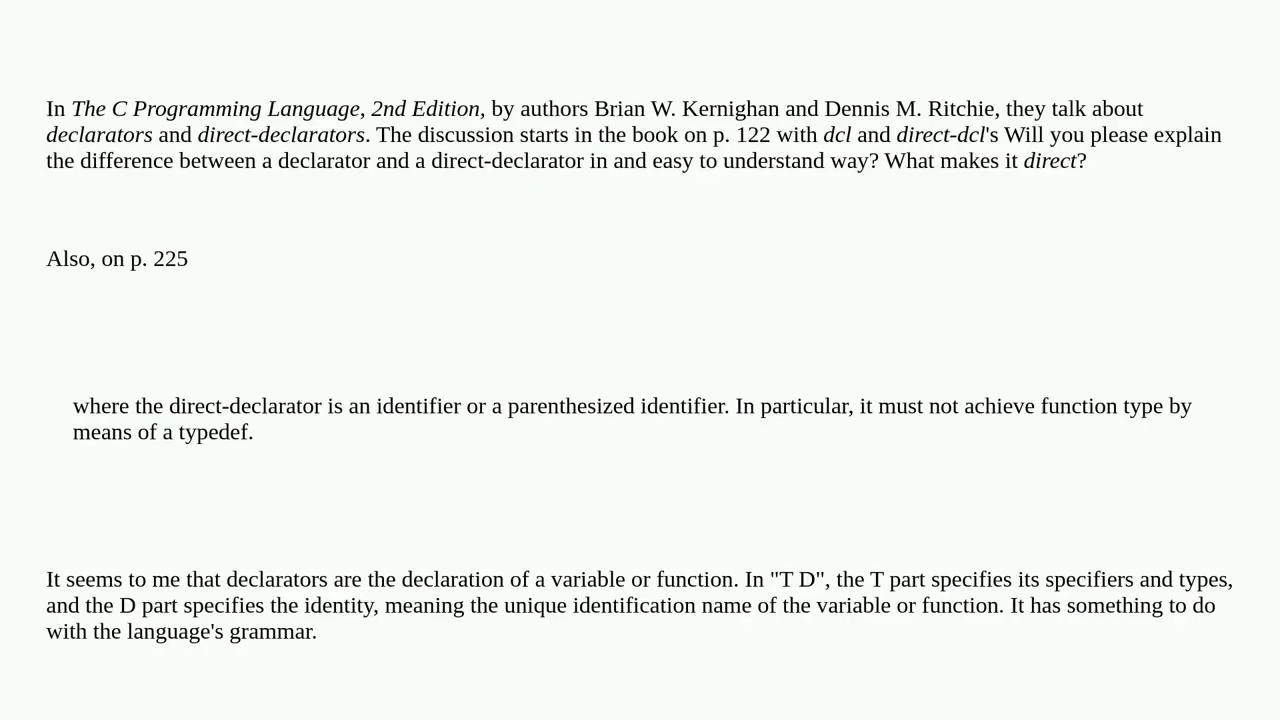 In The C Programming Language, 2nd Edition, by authors Brian W. Kernighan and Dennis M. Ritchie, they talk about
declarators and direct-declarators. The discussion starts in the book on p. 122 with dcl and direct-dcl's Will you please explain
the difference between a declarator and a direct-declarator in and easy to understand way? What makes it direct?
Also, on p. 225
where the direct-declarator is an identifier or a parenthesized identifier. In particular, it must not achieve function type by
means of a typedef.
It seems to me that declarators are the declaration of a variable or function. In "T D", the T part specifies its specifiers and types,
and the D part specifies the identity, meaning the unique identification name of the variable or function. It has something to do
with the language's grammar.